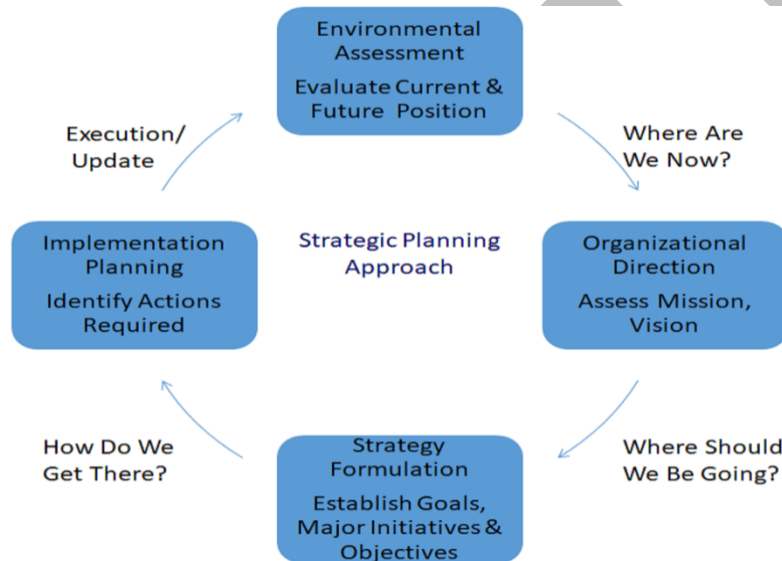 Environmental
Assessment
Evaluate Current &
Future Position
Where Are
We Now?
Organizational
Direction
Assess Mission,
Vision
Where Should
We Be Going?
Strategy
Formulation
Establish Goals,
Major Initiatives &
Objectives
How Do We
Get There?
Implementation
Planning
Identify Actions
Required
Execution/
Update
Strategic Planning
Approach